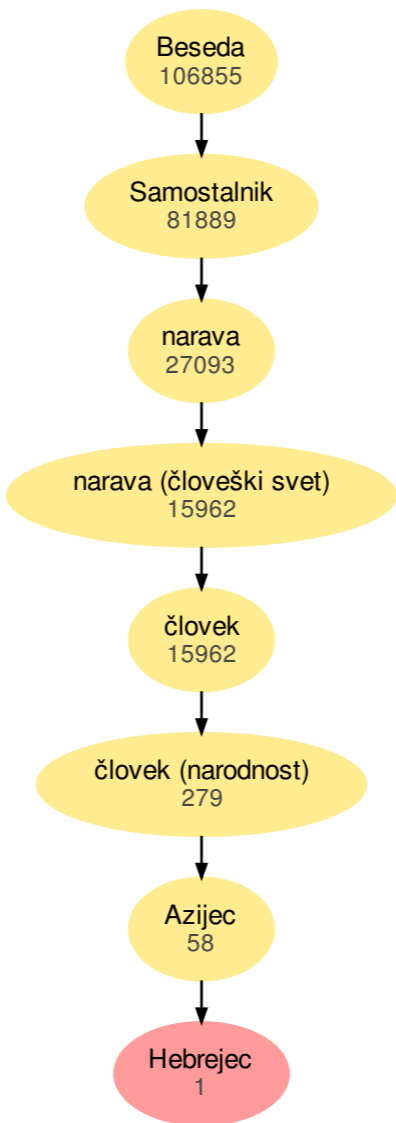 Beseda
106855
Samostalnik
81889
narava
27093
narava (človeški svet)
15962
človek
15962
človek (narodnost)
279
Azijec
58
Hebrejec
1